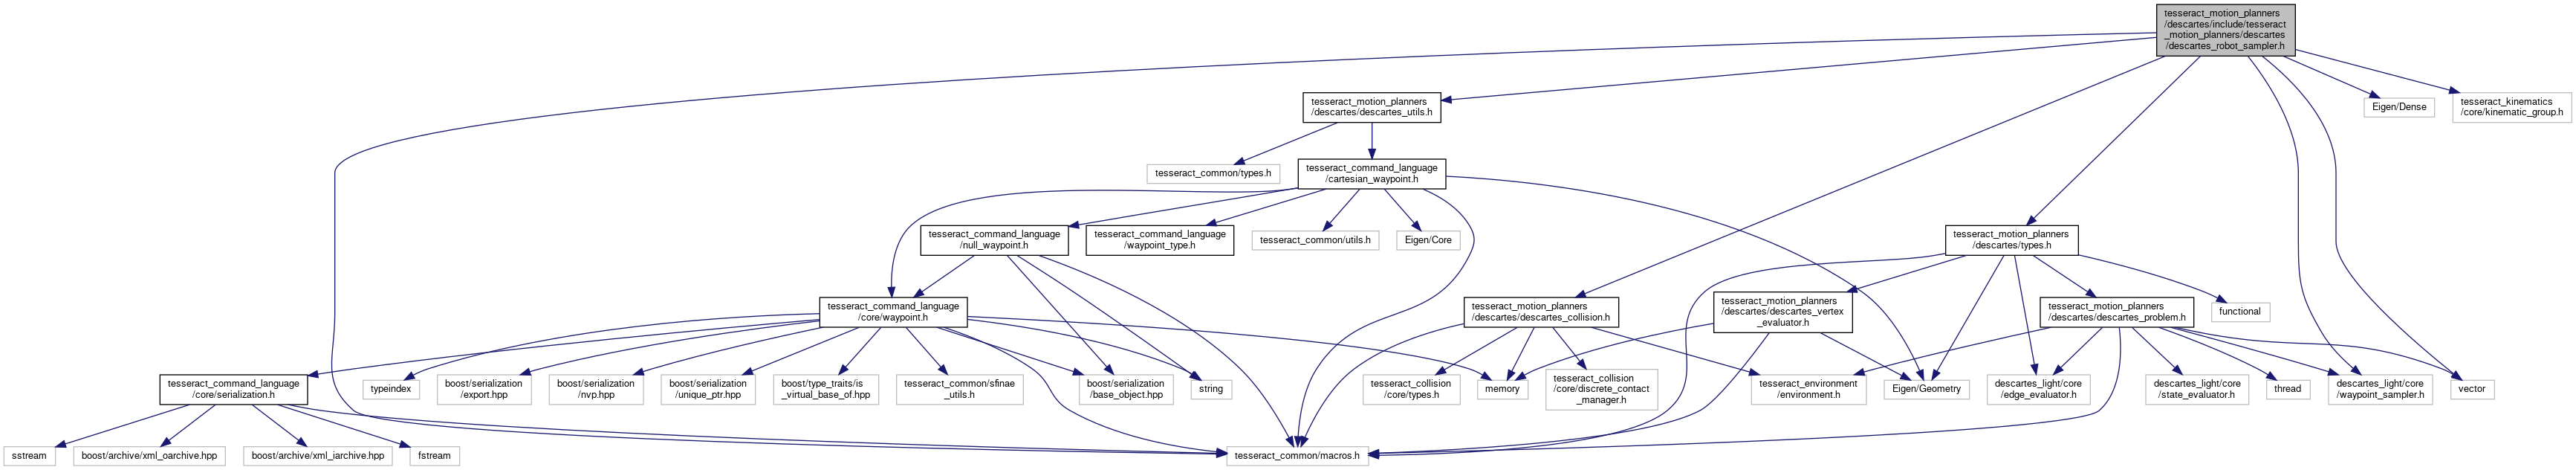 tesseract_motion_planners
/descartes/include/tesseract
_motion_planners/descartes
/descartes_robot_sampler.h
tesseract_motion_planners
/descartes/descartes_utils.h
Eigen/Dense
tesseract_kinematics
/core/kinematic_group.h
tesseract_common/types.h
tesseract_command_language
/cartesian_waypoint.h
tesseract_command_language
/null_waypoint.h
tesseract_command_language
/waypoint_type.h
tesseract_common/utils.h
Eigen/Core
tesseract_motion_planners
/descartes/types.h
tesseract_command_language
/core/waypoint.h
tesseract_motion_planners
/descartes/descartes_collision.h
tesseract_motion_planners
/descartes/descartes_vertex
_evaluator.h
tesseract_motion_planners
/descartes/descartes_problem.h
functional
tesseract_command_language
/core/serialization.h
typeindex
boost/serialization
/export.hpp
boost/serialization
/nvp.hpp
boost/serialization
/unique_ptr.hpp
boost/type_traits/is
_virtual_base_of.hpp
tesseract_common/sfinae
_utils.h
boost/serialization
/base_object.hpp
string
tesseract_collision
/core/types.h
memory
tesseract_collision
/core/discrete_contact
_manager.h
tesseract_environment
/environment.h
Eigen/Geometry
descartes_light/core
/edge_evaluator.h
descartes_light/core
/state_evaluator.h
thread
descartes_light/core
/waypoint_sampler.h
vector
sstream
boost/archive/xml_oarchive.hpp
boost/archive/xml_iarchive.hpp
fstream
tesseract_common/macros.h